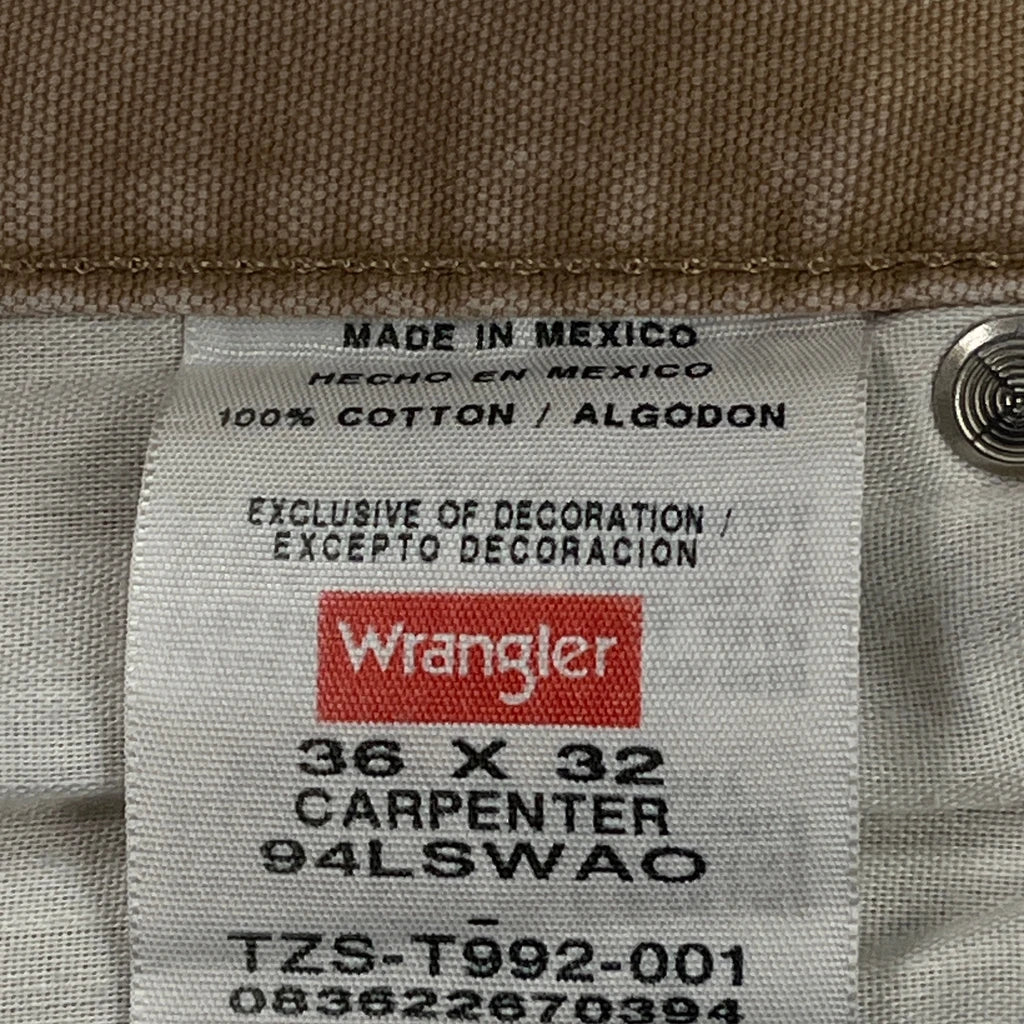 MADE IN MEXICO
HECHO EN MEXICO
100% COTTON / ALGODON
EXCLUSIVE OF DECORATION /
EXCEPTO DECORACION
Wrangler
36 X 32
CARPENTER
94LSWAO
TZS-T992-001
083622670394